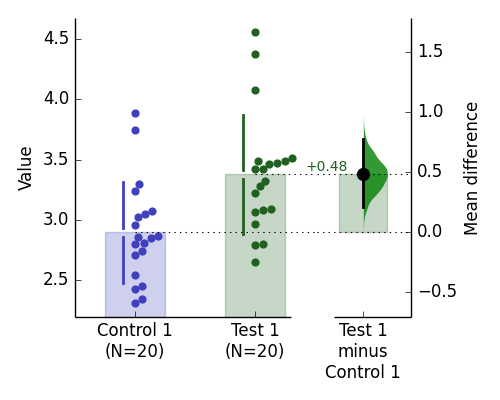 4.5
4.0
3.5
3.0
2.5
Value
+0.48
1.5
1.0
0.5
0.0
−0.5
Mean difference
Control 1
(N=20)
Test 1
(N=20)
Test 1
minus
Control 1